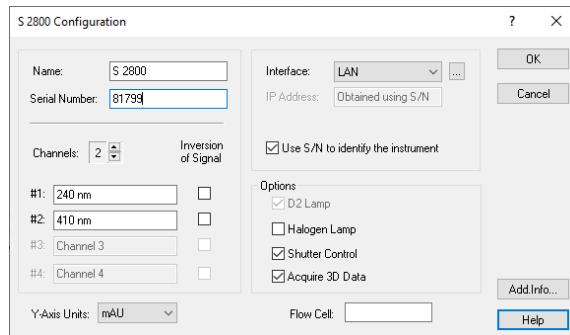 S 2800 Configuration
?
Name: S 2800
Serial Number: 81799
Channels: 2
Inversion
of Signal
#1: 240 nm
#2: 410 nm
#3: Channel 3
#4: Channel 4
Y-Axis Units: mAU
Interface: LAN ...
IP Address: Obtained using S/N
Use S/N to identify the instrument
Options
D2 Lamp
Halogen Lamp
Shutter Control
Acquire 3D Data
Flow Cell:
OK
Cancel
Add.Info...
Help